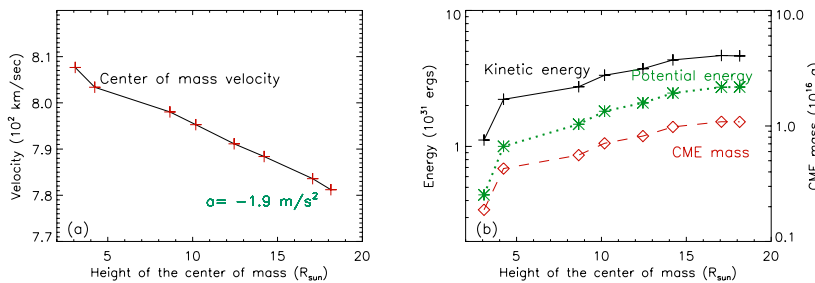 (a)
Center of mass velocity
a= −1.9 m/s²
Velocity (10² km/sec)
8.1
8.0
7.9
7.8
7.7
5 10 15 20
Height of the center of mass (R_sun)
(b)
Kinetic energy
Potential energy
CME mass
Energy (10³¹ ergs)
10
1
10.0
1.0
0.1
CME mass (10¹⁶ g)
5 10 15 20
Height of the center of mass (R_sun)